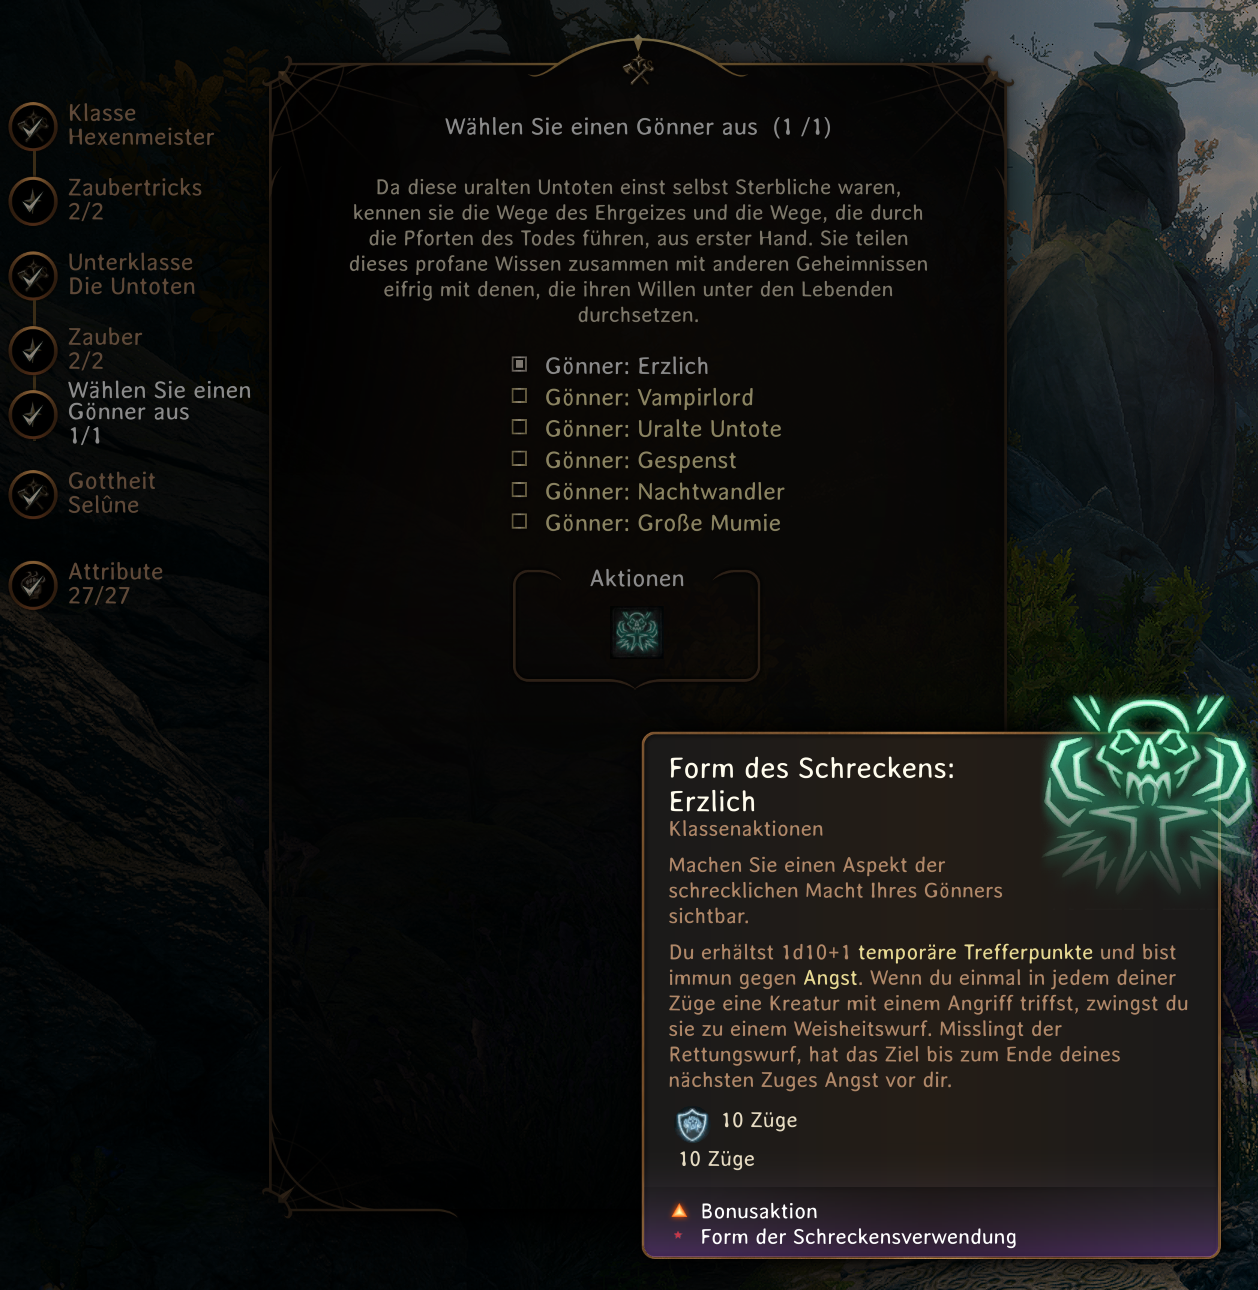 Klasse
Hexenmeister
Zaubertricks
2/2
Unterklasse
Die Untoten
Zauber
2/2
Wählen Sie einen
Gönner aus
1/1
Gottheit
Selûne
Attribute
27/27
Wählen Sie einen Gönner aus (1 /1)
Da diese uralten Untoten einst selbst Sterbliche waren,
kennen sie die Wege des Ehrgeizes und die Wege, die durch
die Pforten des Todes führen, aus erster Hand. Sie teilen
dieses profane Wissen zusammen mit anderen Geheimnissen
eifrig mit denen, die ihren Willen unter den Lebenden
durchsetzen.
Gönner: Erzlich
Gönner: Vampirlord
Gönner: Uralte Untote
Gönner: Gespenst
Gönner: Nachtwandler
Gönner: Große Mumie
Aktionen
Form des Schreckens:
Erzlich
Klassenaktionen
Machen Sie einen Aspekt der
schrecklichen Macht Ihres Gönners
sichtbar.
Du erhältst 1d10+1 temporäre Trefferpunkte und bist
immun gegen Angst. Wenn du einmal in jedem deiner
Züge eine Kreatur mit einem Angriff triffst, zwingst du
sie zu einem Weisheitswurf. Misslingt der
Rettungswurf, hat das Ziel bis zum Ende deines
nächsten Zuges Angst vor dir.
10 Züge
10 Züge
Bonusaktion
Form der Schreckensverwendung